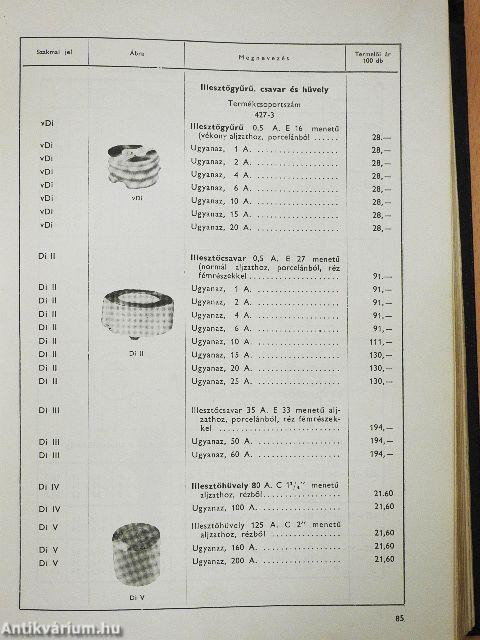 Szakmai jel Ábra Megnevezés Termelői ár 100 db
Illesztőgyűrű, csavar és hüvely
Termékcsoportszám
427-3
vDi Illesztőgyűrű 0,5 A. E 16 menetű
(vékony aljzathoz, porcelánból ...... 28.—
vDi Ugyanaz, 1 A. 28,—
vDi Ugyanaz, 2 A. 28,—
vDi Ugyanaz, 4 A. 28,—
vDi Ugyanaz, 6 A. 28,—
vDi Ugyanaz, 10 A. 28,—
vDi Ugyanaz, 15 A. 28,—
vDi Ugyanaz, 20 A. 28,—
vDi
Di II Illesztőcsavar 0,5 A. E 27 menetű
(normál aljzathoz, porcelánból, réz
fémrészekkel 91.—
Di II Ugyanaz, 1 A. 91,—
Di II Ugyanaz, 2 A. 91,—
Di II Ugyanaz, 4 A. 91,—
Di II Ugyanaz, 6 A. 91,—
Di II Ugyanaz, 10 A. 111,—
Di II Ugyanaz, 15 A. 130,—
Di II Ugyanaz, 20 A. 130,—
Di II Ugyanaz, 25 A. 130,—
Di II
Di III Illesztőcsavar 35 A. E 33 menetű alj-
zathoz, porcelánból, réz fémrészek-
kel 194,—
Di III Ugyanaz, 50 A. 194,—
Di III Ugyanaz, 60 A. 194,—
Di IV Illesztőhüvely 80 A. C 1¹/₄″ menetű
aljzathoz, rézből 21.60
Di IV Ugyanaz, 100 A. 21,60
Di V Illesztőhüvely 125 A. C 2″ menetű
aljzathoz, rézből 21,60
Di V Ugyanaz, 160 A. 21,60
Di V Ugyanaz, 200 A. 21,60
Di V
85
Antikvárium.hu